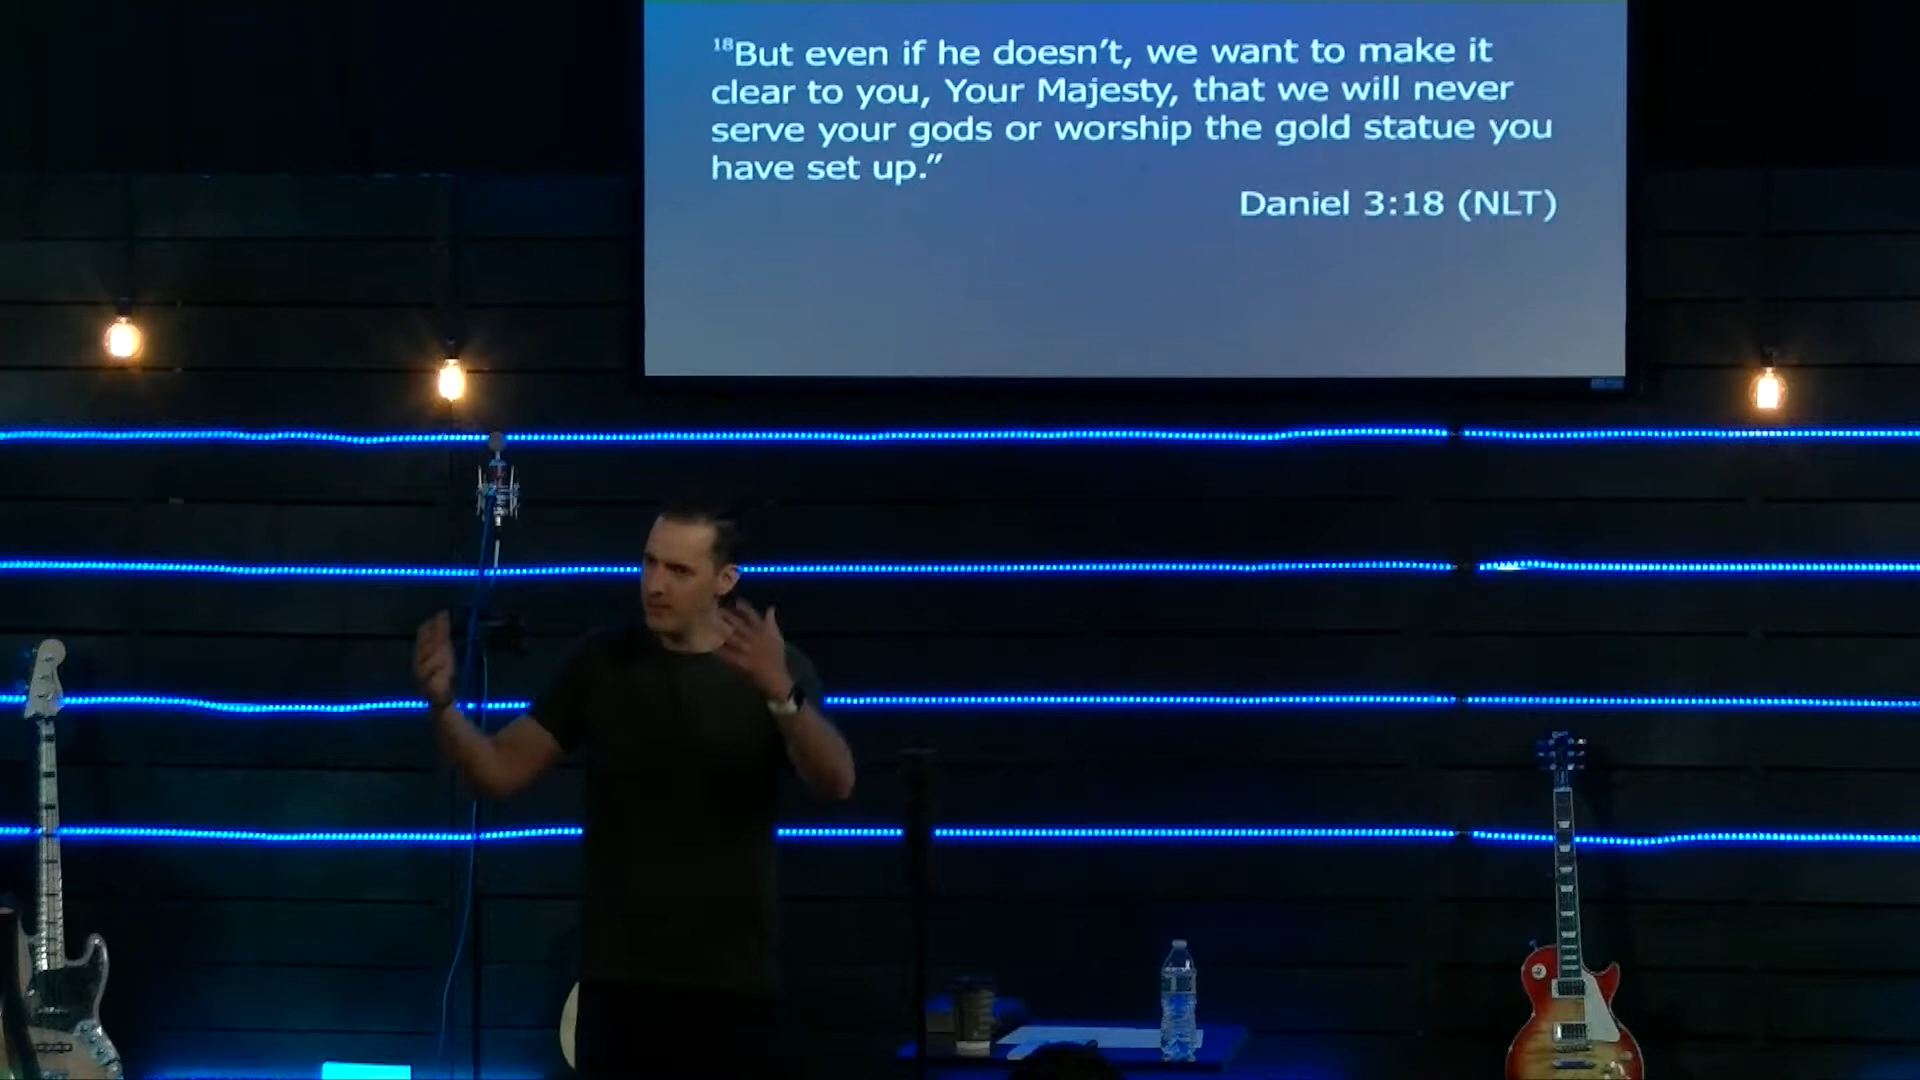 ¹⁸But even if he doesn’t, we want to make it
clear to you, Your Majesty, that we will never
serve your gods or worship the gold statue you
have set up.”
Daniel 3:18 (NLT)